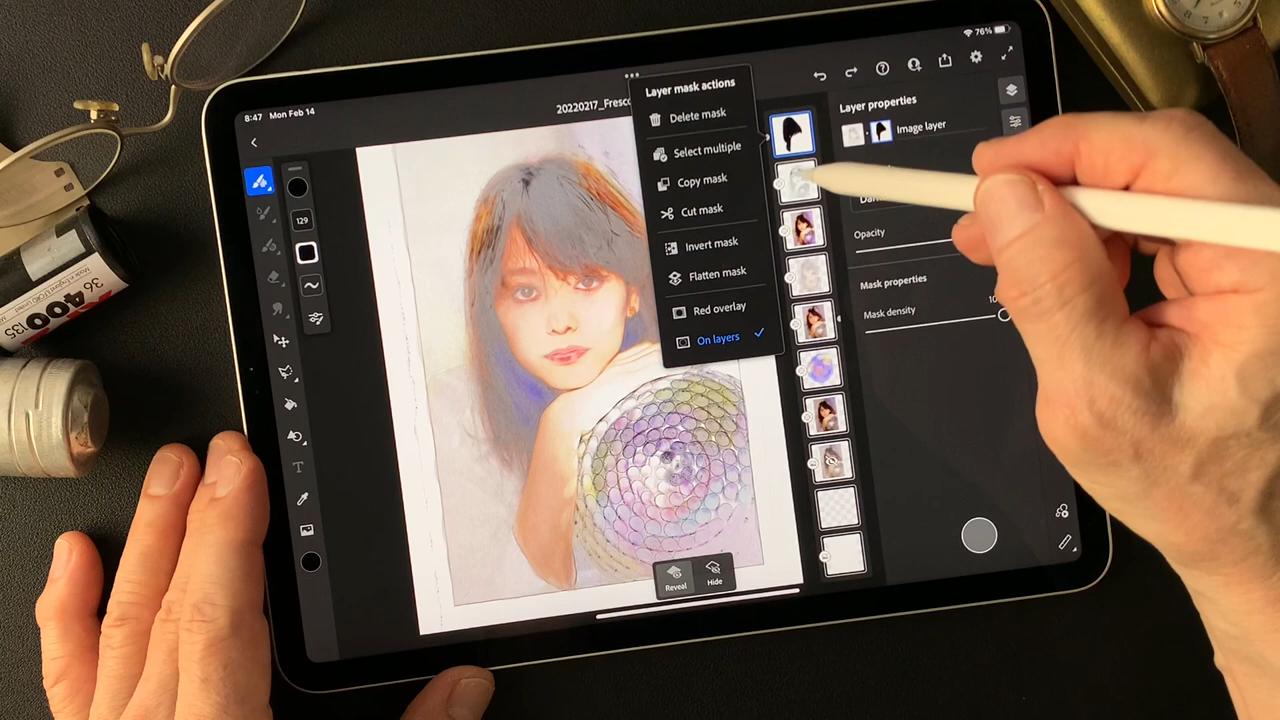 8:47 Mon Feb 14
76%
20220217_Fresco
Layer mask actions
Delete mask
Select multiple
Copy mask
Cut mask
Invert mask
Flatten mask
Red overlay
On layers
Layer properties
Image layer
Opacity
Mask properties
Mask density
129
T
Reveal
Hide
400
36
135